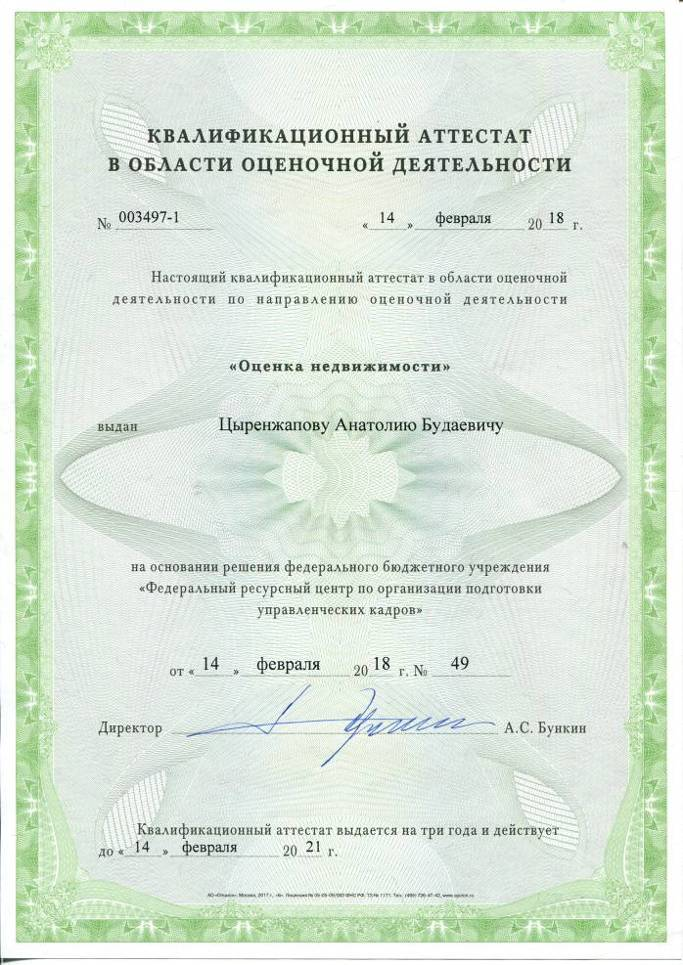 КВАЛИФИКАЦИОННЫЙ АТТЕСТАТ
В ОБЛАСТИ ОЦЕНОЧНОЙ ДЕЯТЕЛЬНОСТИ
№ 003497-1 « 14 » февраля 20 18 г.
Настоящий квалификационный аттестат в области оценочной
деятельности по направлению оценочной деятельности
«Оценка недвижимости»
выдан Цыренжапову Анатолию Будаевичу
на основании решения федерального бюджетного учреждения
«Федеральный ресурсный центр по организации подготовки
управленческих кадров»
от « 14 » февраля 20 18 г. № 49
Директор А.С. Бункин
Квалификационный аттестат выдается на три года и действует
до « 14 » февраля 20 21 г.
Москва, 2017 г.